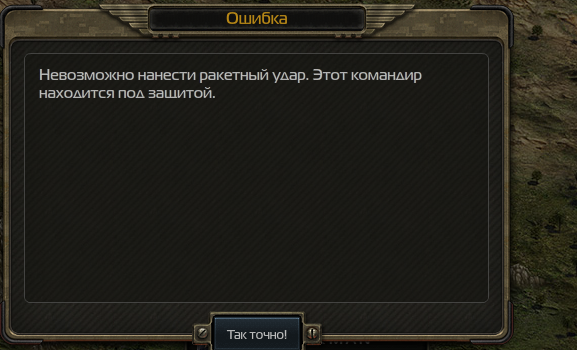 Ошибка
Невозможно нанести ракетный удар. Этот командир
находится под защитой.
Так точно!